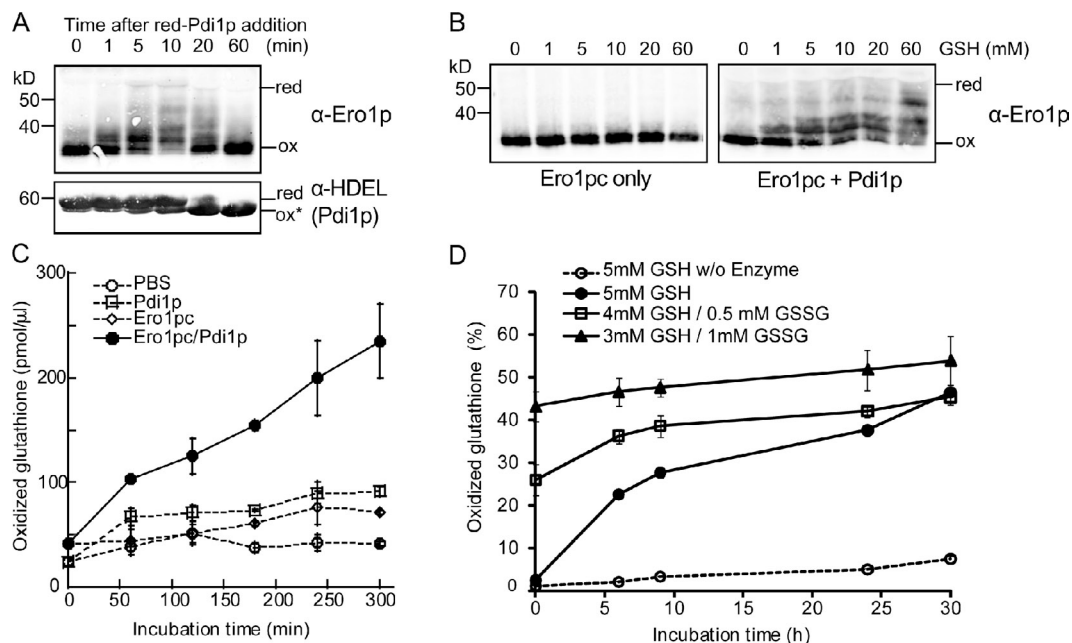 A
Time after red-Pdi1p addition
0 1 5 10 20 60 (min)
kD
50
40
red
ox
α-Ero1p
60
red
ox*
α-HDEL
(Pdi1p)
B
0 1 5 10 20 60 0 1 5 10 20 60 GSH (mM)
kD
50
40
red
ox
α-Ero1p
Ero1pc only
Ero1pc + Pdi1p
C
300
200
100
0
Oxidized glutathione (pmol/μl)
PBS
Pdi1p
Ero1pc
Ero1pc/Pdi1p
0 50 100 150 200 250 300
Incubation time (min)
D
5mM GSH w/o Enzyme
5mM GSH
4mM GSH / 0.5 mM GSSG
3mM GSH / 1mM GSSG
70
60
50
40
30
20
10
0
Oxidized glutathione (%)
0 5 10 15 20 25 30
Incubation time (h)